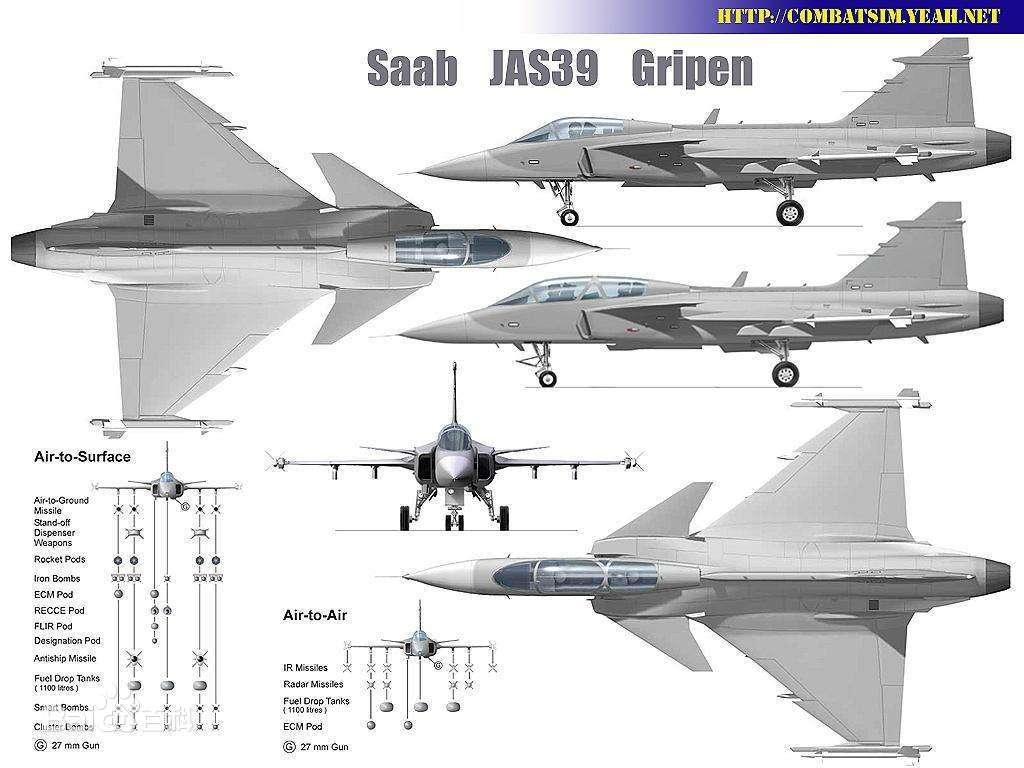 HTTP://COMBATSIM.YEAH.NET
Saab JAS39 Gripen
Air-to-Surface
Air-to-Ground
Missile
Stand-off
Dispenser
Weapons
Rocket Pods
Iron Bombs
ECM Pod
RECCE Pod
FLIR Pod
Designation Pod
Antiship Missile
Fuel Drop Tanks
( 1100 litres )
Smart Bombs
Cluster Bombs
G 27 mm Gun
G
Air-to-Air
IR Missiles
Radar Missiles
Fuel Drop Tanks
( 1100 litres )
ECM Pod
G 27 mm Gun
G
Bai 百科